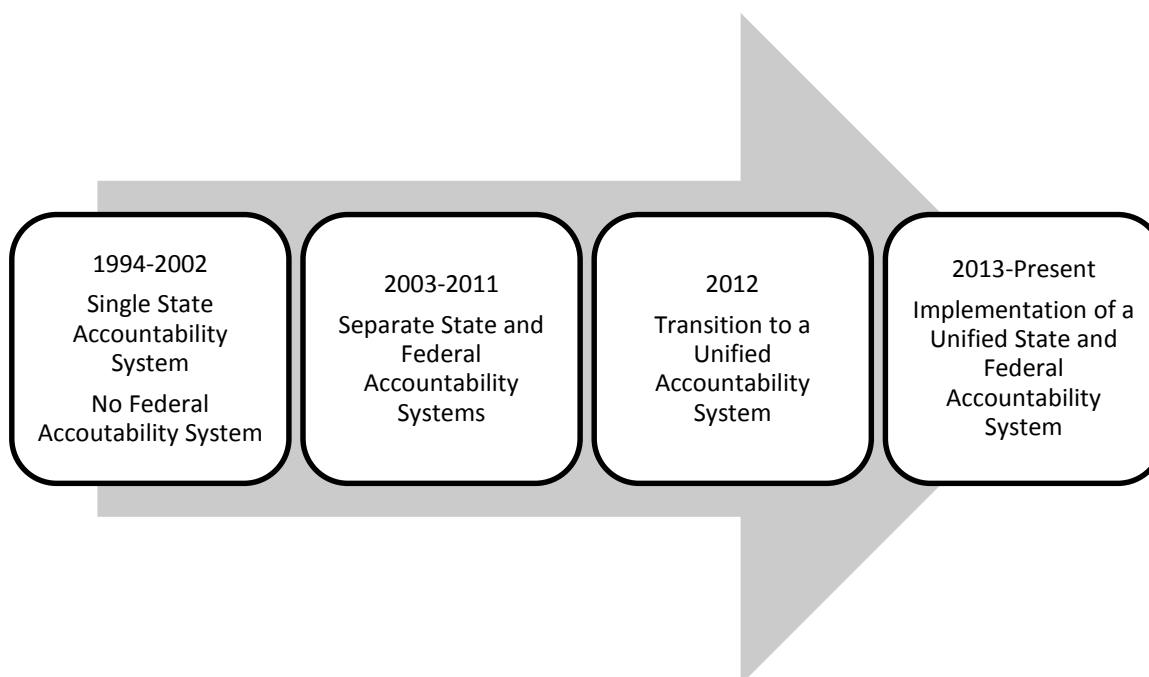 1994-2002
Single State
Accountability
System
No Federal
Accoutability System
2003-2011
Separate State and
Federal
Accountability
Systems
2012
Transition to a
Unified
Accountability
System
2013-Present
Implementation of a
Unified State and
Federal
Accountability
System